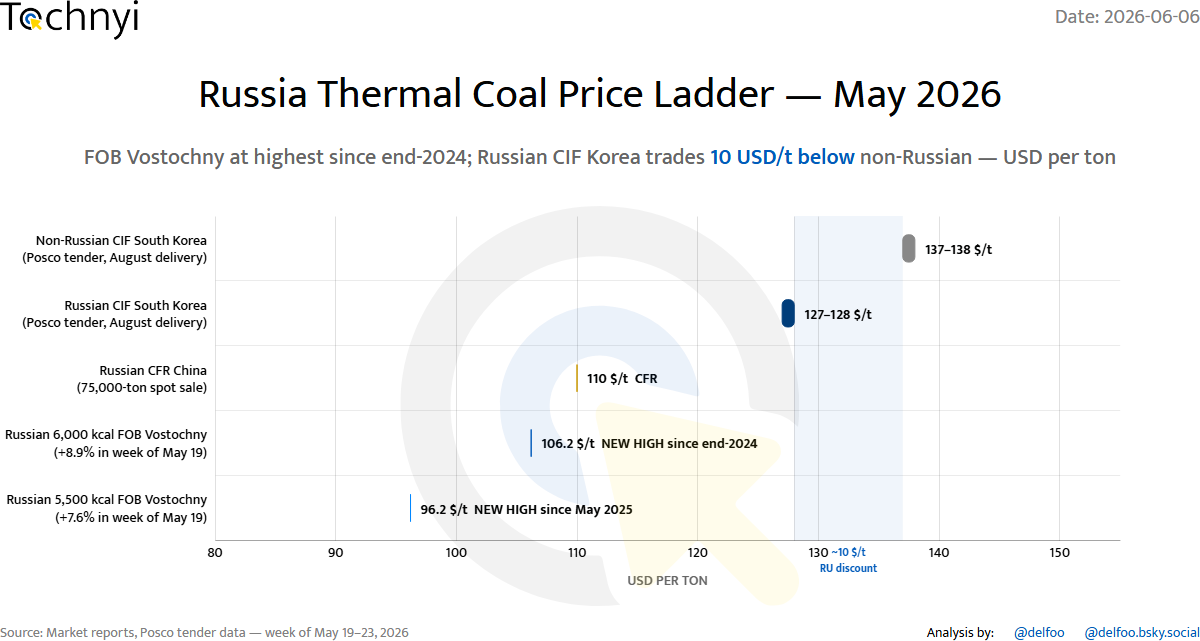 Tochnyi
Date: 2026-06-06
Russia Thermal Coal Price Ladder — May 2026
FOB Vostochny at highest since end-2024; Russian CIF Korea trades 10 USD/t below non-Russian — USD per ton
Non-Russian CIF South Korea
(Posco tender, August delivery)
137–138 $/t
Russian CIF South Korea
(Posco tender, August delivery)
127–128 $/t
Russian CFR China
(75,000-ton spot sale)
110 $/t CFR
Russian 6,000 kcal FOB Vostochny
(+8.9% in week of May 19)
106.2 $/t NEW HIGH since end-2024
Russian 5,500 kcal FOB Vostochny
(+7.6% in week of May 19)
96.2 $/t NEW HIGH since May 2025
80 90 100 110 120 130 140 150
~10 $/t
RU discount
USD PER TON
Source: Market reports, Posco tender data — week of May 19–23, 2026
Analysis by: @delfoo @delfoo.bsky.social